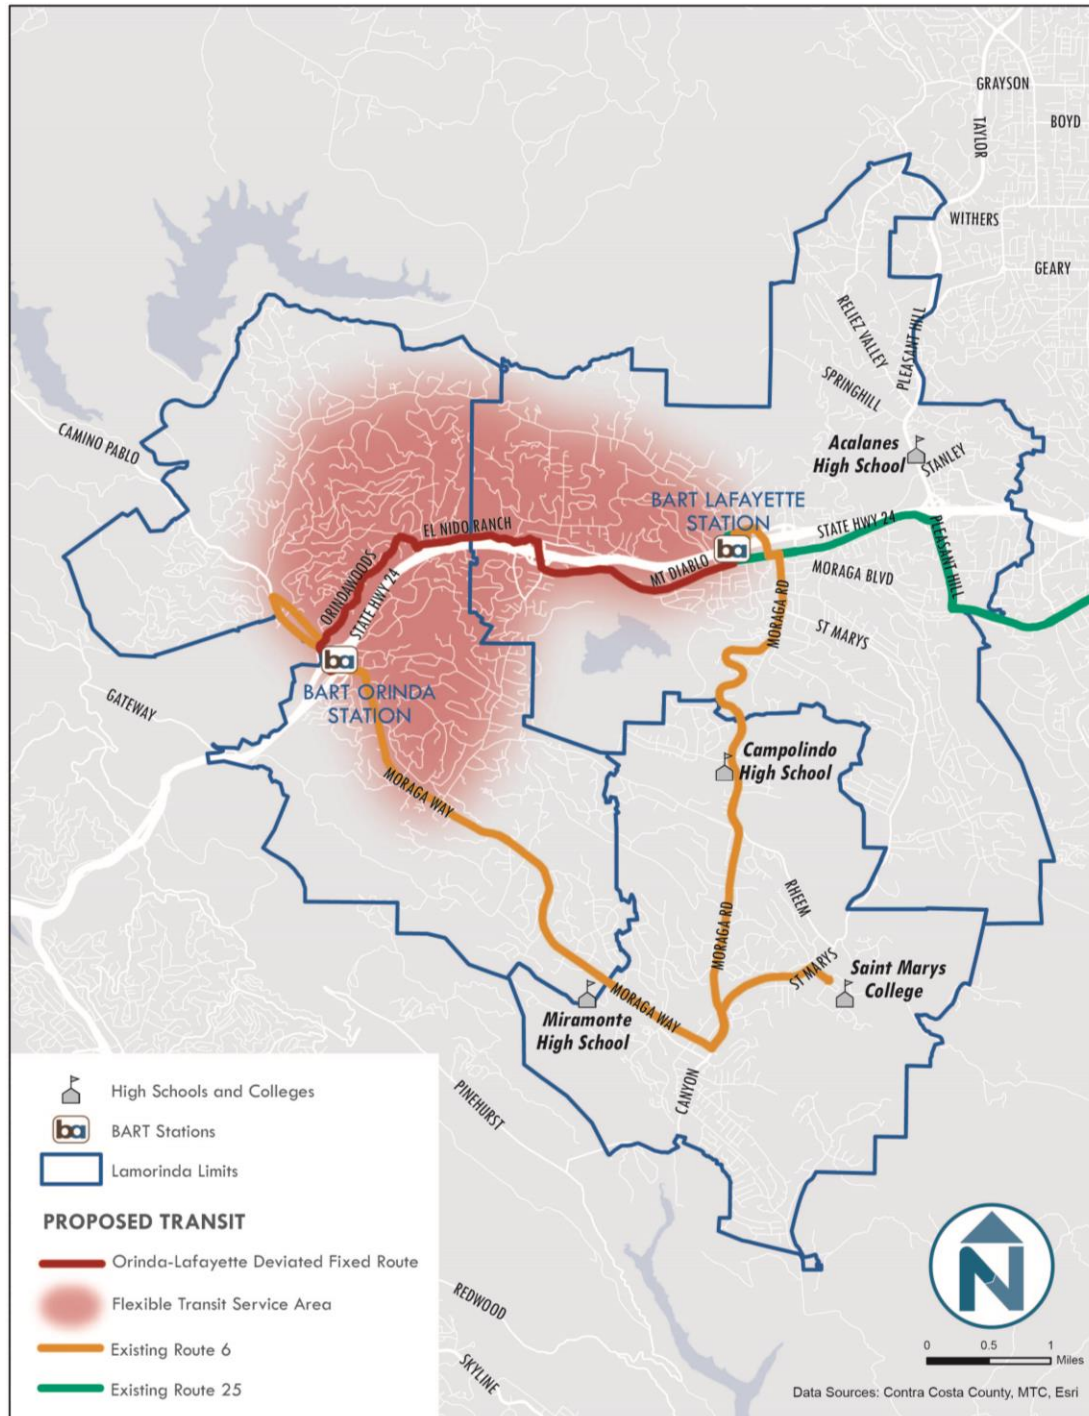 GRAYSON
TAYLOR
BOYD
WITHERS
GEARY
RELIEZ VALLEY
PLEASANT HILL
SPRINGHILL
CAMINO PABLO
Acalanes
High School
STANLEY
BART LAFAYETTE
STATION
ba
STATE HWY 24
EL NIDO RANCH
ORINDAWOODS
STATE HWY 24
MT DIABLO
MORAGA BLVD
PLEASANT HILL
MORAGA RD
ST MARYS
ba
BART ORINDA
STATION
GATEWAY
Campolindo
High School
MORAGA WAY
RHEEM
MORAGA RD
ST MARYS
Saint Marys
College
MORAGA WAY
Miramonte
High School
CANYON
PINEHURST
REDWOOD
SKYLINE
High Schools and Colleges
ba
BART Stations
Lamorinda Limits
PROPOSED TRANSIT
Orinda-Lafayette Deviated Fixed Route
Flexible Transit Service Area
Existing Route 6
Existing Route 25
N
0 0.5 1
Miles
Data Sources: Contra Costa County, MTC, Esri